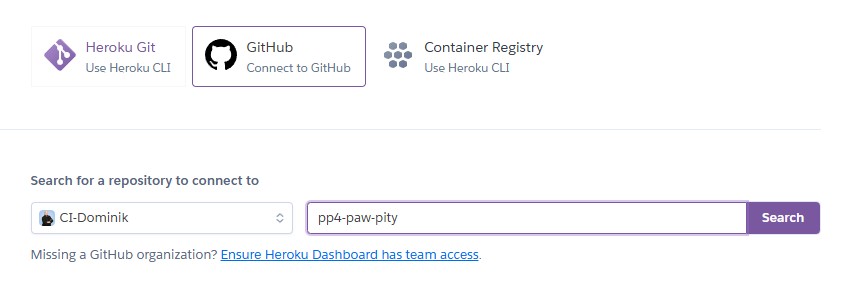 Heroku Git
Use Heroku CLI
GitHub
Connect to GitHub
Container Registry
Use Heroku CLI
Search for a repository to connect to
CI-Dominik
pp4-paw-pity
Search
Missing a GitHub organization? Ensure Heroku Dashboard has team access.